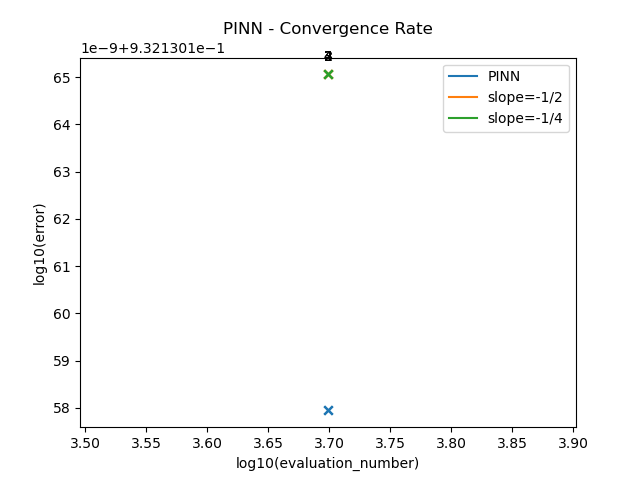 PINN - Convergence Rate
1e-9+9.321301e-1
PINN
slope=-1/2
slope=-1/4
65
64
63
62
61
60
59
58
log10(error)
3.50 3.55 3.60 3.65 3.70 3.75 3.80 3.85 3.90
log10(evaluation_number)